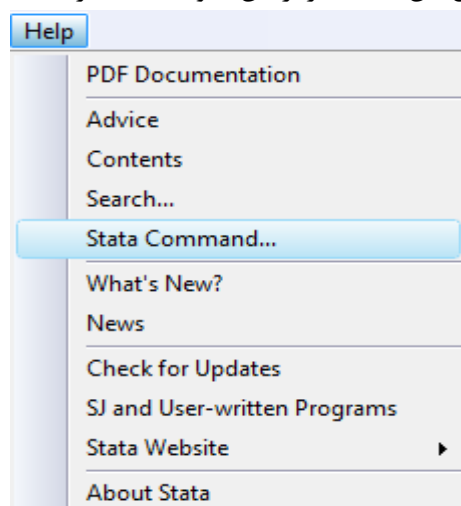 Help
PDF Documentation
Advice
Contents
Search...
Stata Command...
What's New?
News
Check for Updates
SJ and User-written Programs
Stata Website
About Stata